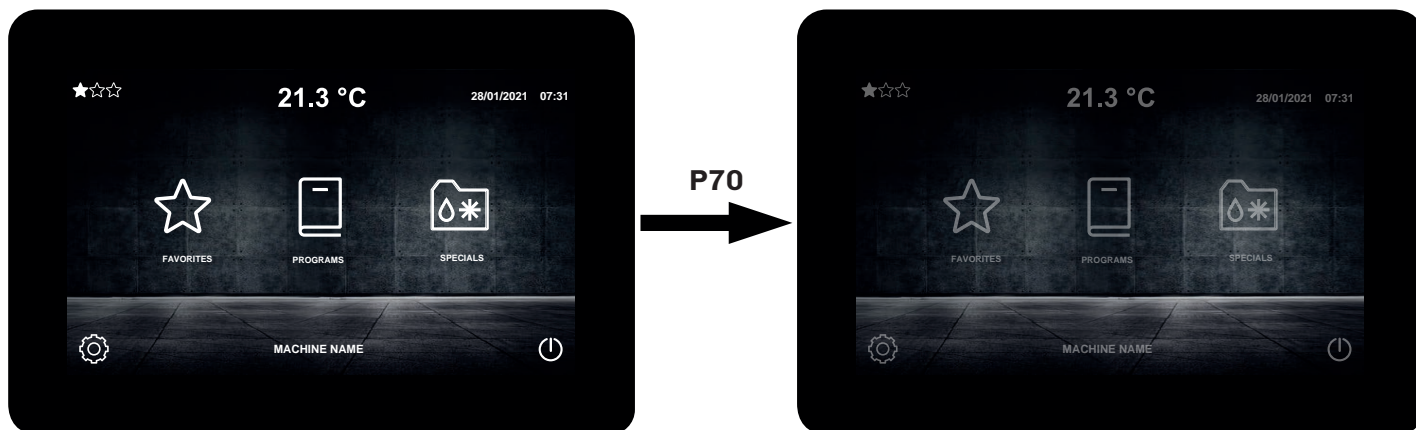 21.3 °C
28/01/2021 07:31
FAVORITES
PROGRAMS
SPECIALS
MACHINE NAME
P70
21.3 °C
28/01/2021 07:31
FAVORITES
PROGRAMS
SPECIALS
MACHINE NAME